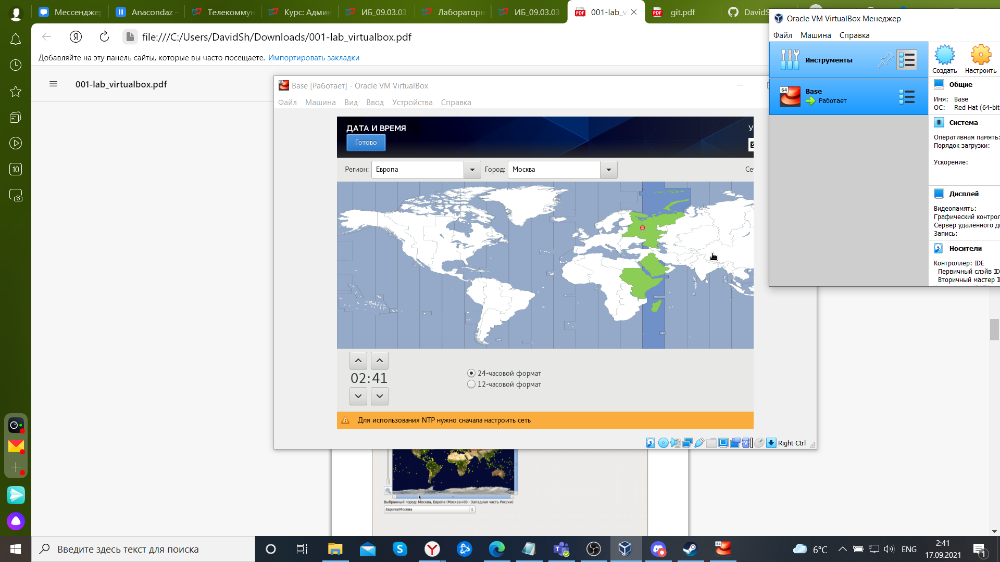 Мессендже
Anacondaz -
Телекоммун
Курс: Адми
ИБ_09.03.03
Лабораторн
ИБ_09.03.03
001-lab_v
git.pdf
DavidS
file:///C:/Users/DavidSh/Downloads/001-lab_virtualbox.pdf
Добавляйте на эту панель сайты, которые вы часто посещаете. Импортировать закладки
001-lab_virtualbox.pdf
10
Base [Работает] - Oracle VM VirtualBox
Файл Машина Вид Ввод Устройства Справка
ДАТА И ВРЕМЯ
Готово
У
Регион: Европа Город: Москва Се
02:41
24-часовой формат
12-часовой формат
Для использования NTP нужно сначала настроить сеть
Right Ctrl
Oracle VM VirtualBox Менеджер
Файл Машина Справка
Инструменты
64
Base
Работает
Создать Настроить
Общие
Имя: Base
ОС: Red Hat (64-bit
Система
Оперативная память:
Порядок загрузки:
Ускорение:
Дисплей
Видеопамять:
Графический контрол
Сервер удалённого д
Запись:
Носители
Контроллер: IDE
Первичный слэйв ID
Вторичный мастер I
Выбранный город: Москва, Европа (Москва+00 - Западная часть России)
Европа/Москва
Введите здесь текст для поиска
6°C
ENG
2:41
17.09.2021
1